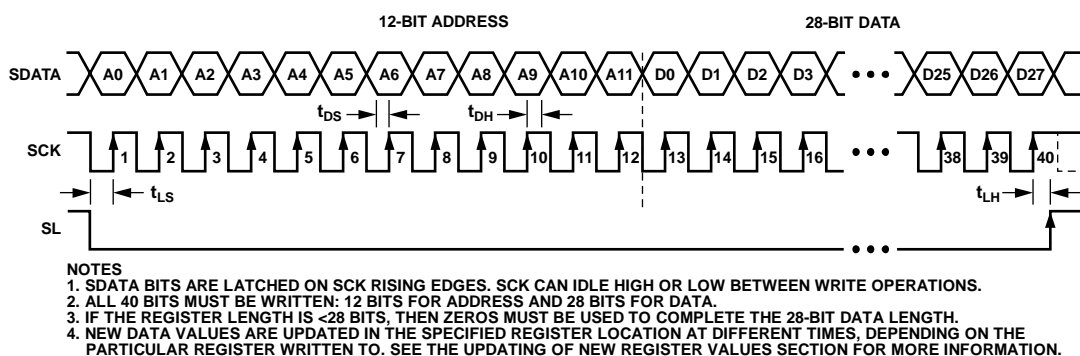 12-BIT ADDRESS 28-BIT DATA
SDATA A0 A1 A2 A3 A4 A5 A6 A7 A8 A9 A10 A11 D0 D1 D2 D3 ••• D25 D26 D27
tDS tDH
SCK 1 2 3 4 5 6 7 8 9 10 11 12 13 14 15 16 ••• 38 39 40
tLS tLH
SL •••
NOTES
1. SDATA BITS ARE LATCHED ON SCK RISING EDGES. SCK CAN IDLE HIGH OR LOW BETWEEN WRITE OPERATIONS.
2. ALL 40 BITS MUST BE WRITTEN: 12 BITS FOR ADDRESS AND 28 BITS FOR DATA.
3. IF THE REGISTER LENGTH IS <28 BITS, THEN ZEROS MUST BE USED TO COMPLETE THE 28-BIT DATA LENGTH.
4. NEW DATA VALUES ARE UPDATED IN THE SPECIFIED REGISTER LOCATION AT DIFFERENT TIMES, DEPENDING ON THE
PARTICULAR REGISTER WRITTEN TO. SEE THE UPDATING OF NEW REGISTER VALUES SECTION FOR MORE INFORMATION.